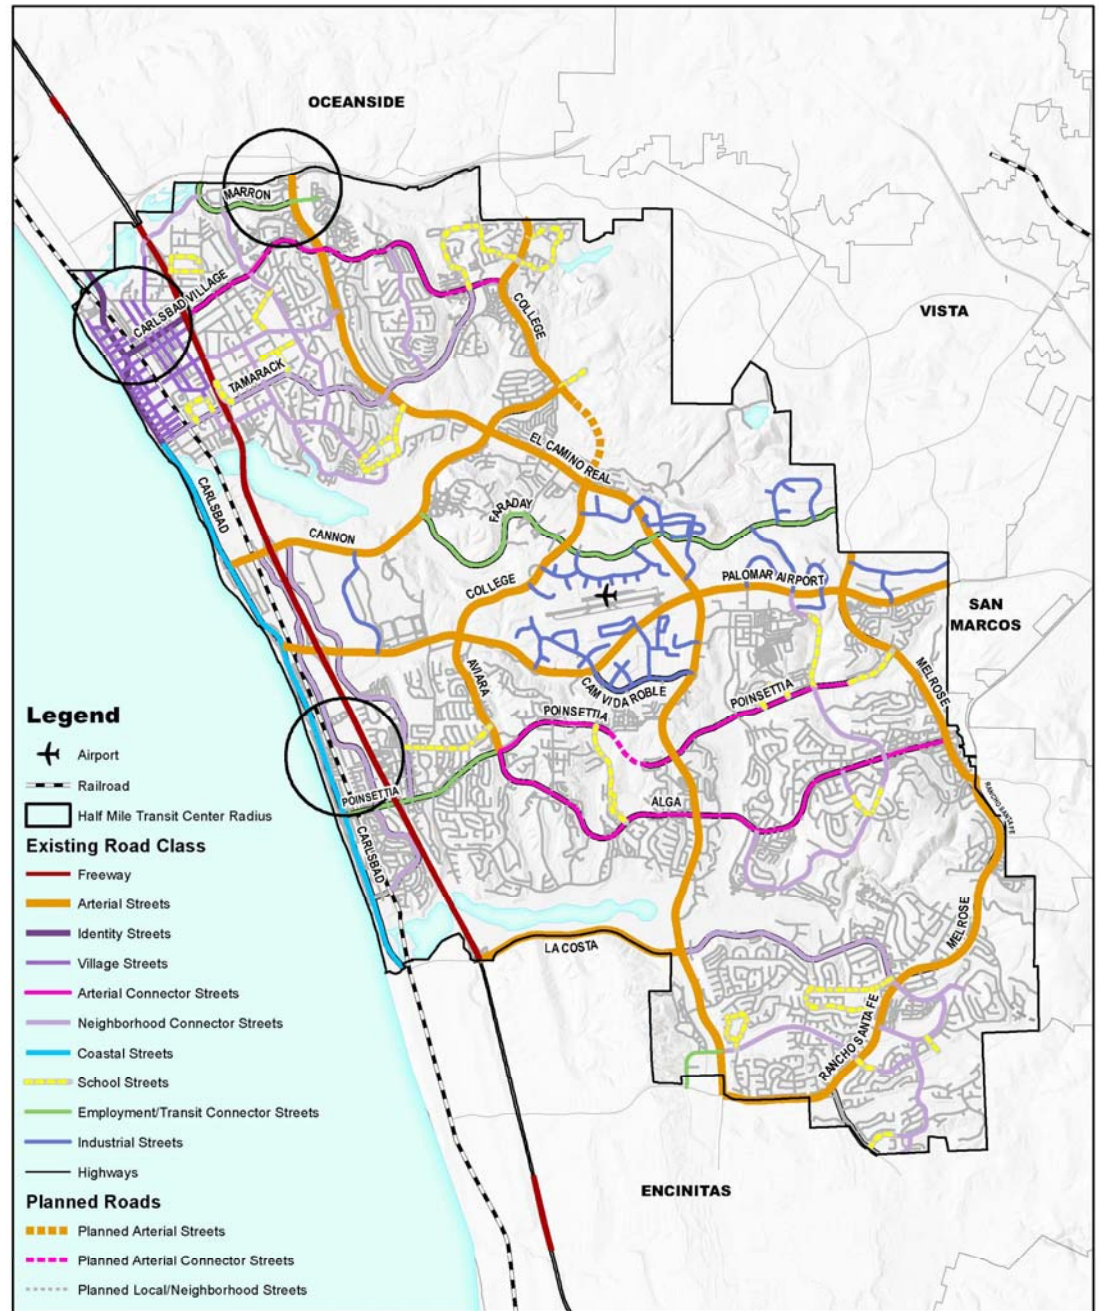 OCEANSIDE
MARRON
CARLSBAD VILLAGE
COLLEGE
VISTA
TAMARACK
EL CAMINO REAL
CARLSBAD
FARADAY
CANNON
COLLEGE
PALOMAR AIRPORT
SAN
MARCOS
AVIARA
CAM VIDA ROBLE
MELROSE
POINSETTIA
POINSETTIA
POINSETTIA
ALGA
RANCHO SANTA FE
CARLSBAD
LA COSTA
MELROSE
RANCHO SANTA FE
ENCINITAS
Legend
Airport
Railroad
Half Mile Transit Center Radius
Existing Road Class
Freeway
Arterial Streets
Identity Streets
Village Streets
Arterial Connector Streets
Neighborhood Connector Streets
Coastal Streets
School Streets
Employment/Transit Connector Streets
Industrial Streets
Highways
Planned Roads
Planned Arterial Streets
Planned Arterial Connector Streets
Planned Local/Neighborhood Streets